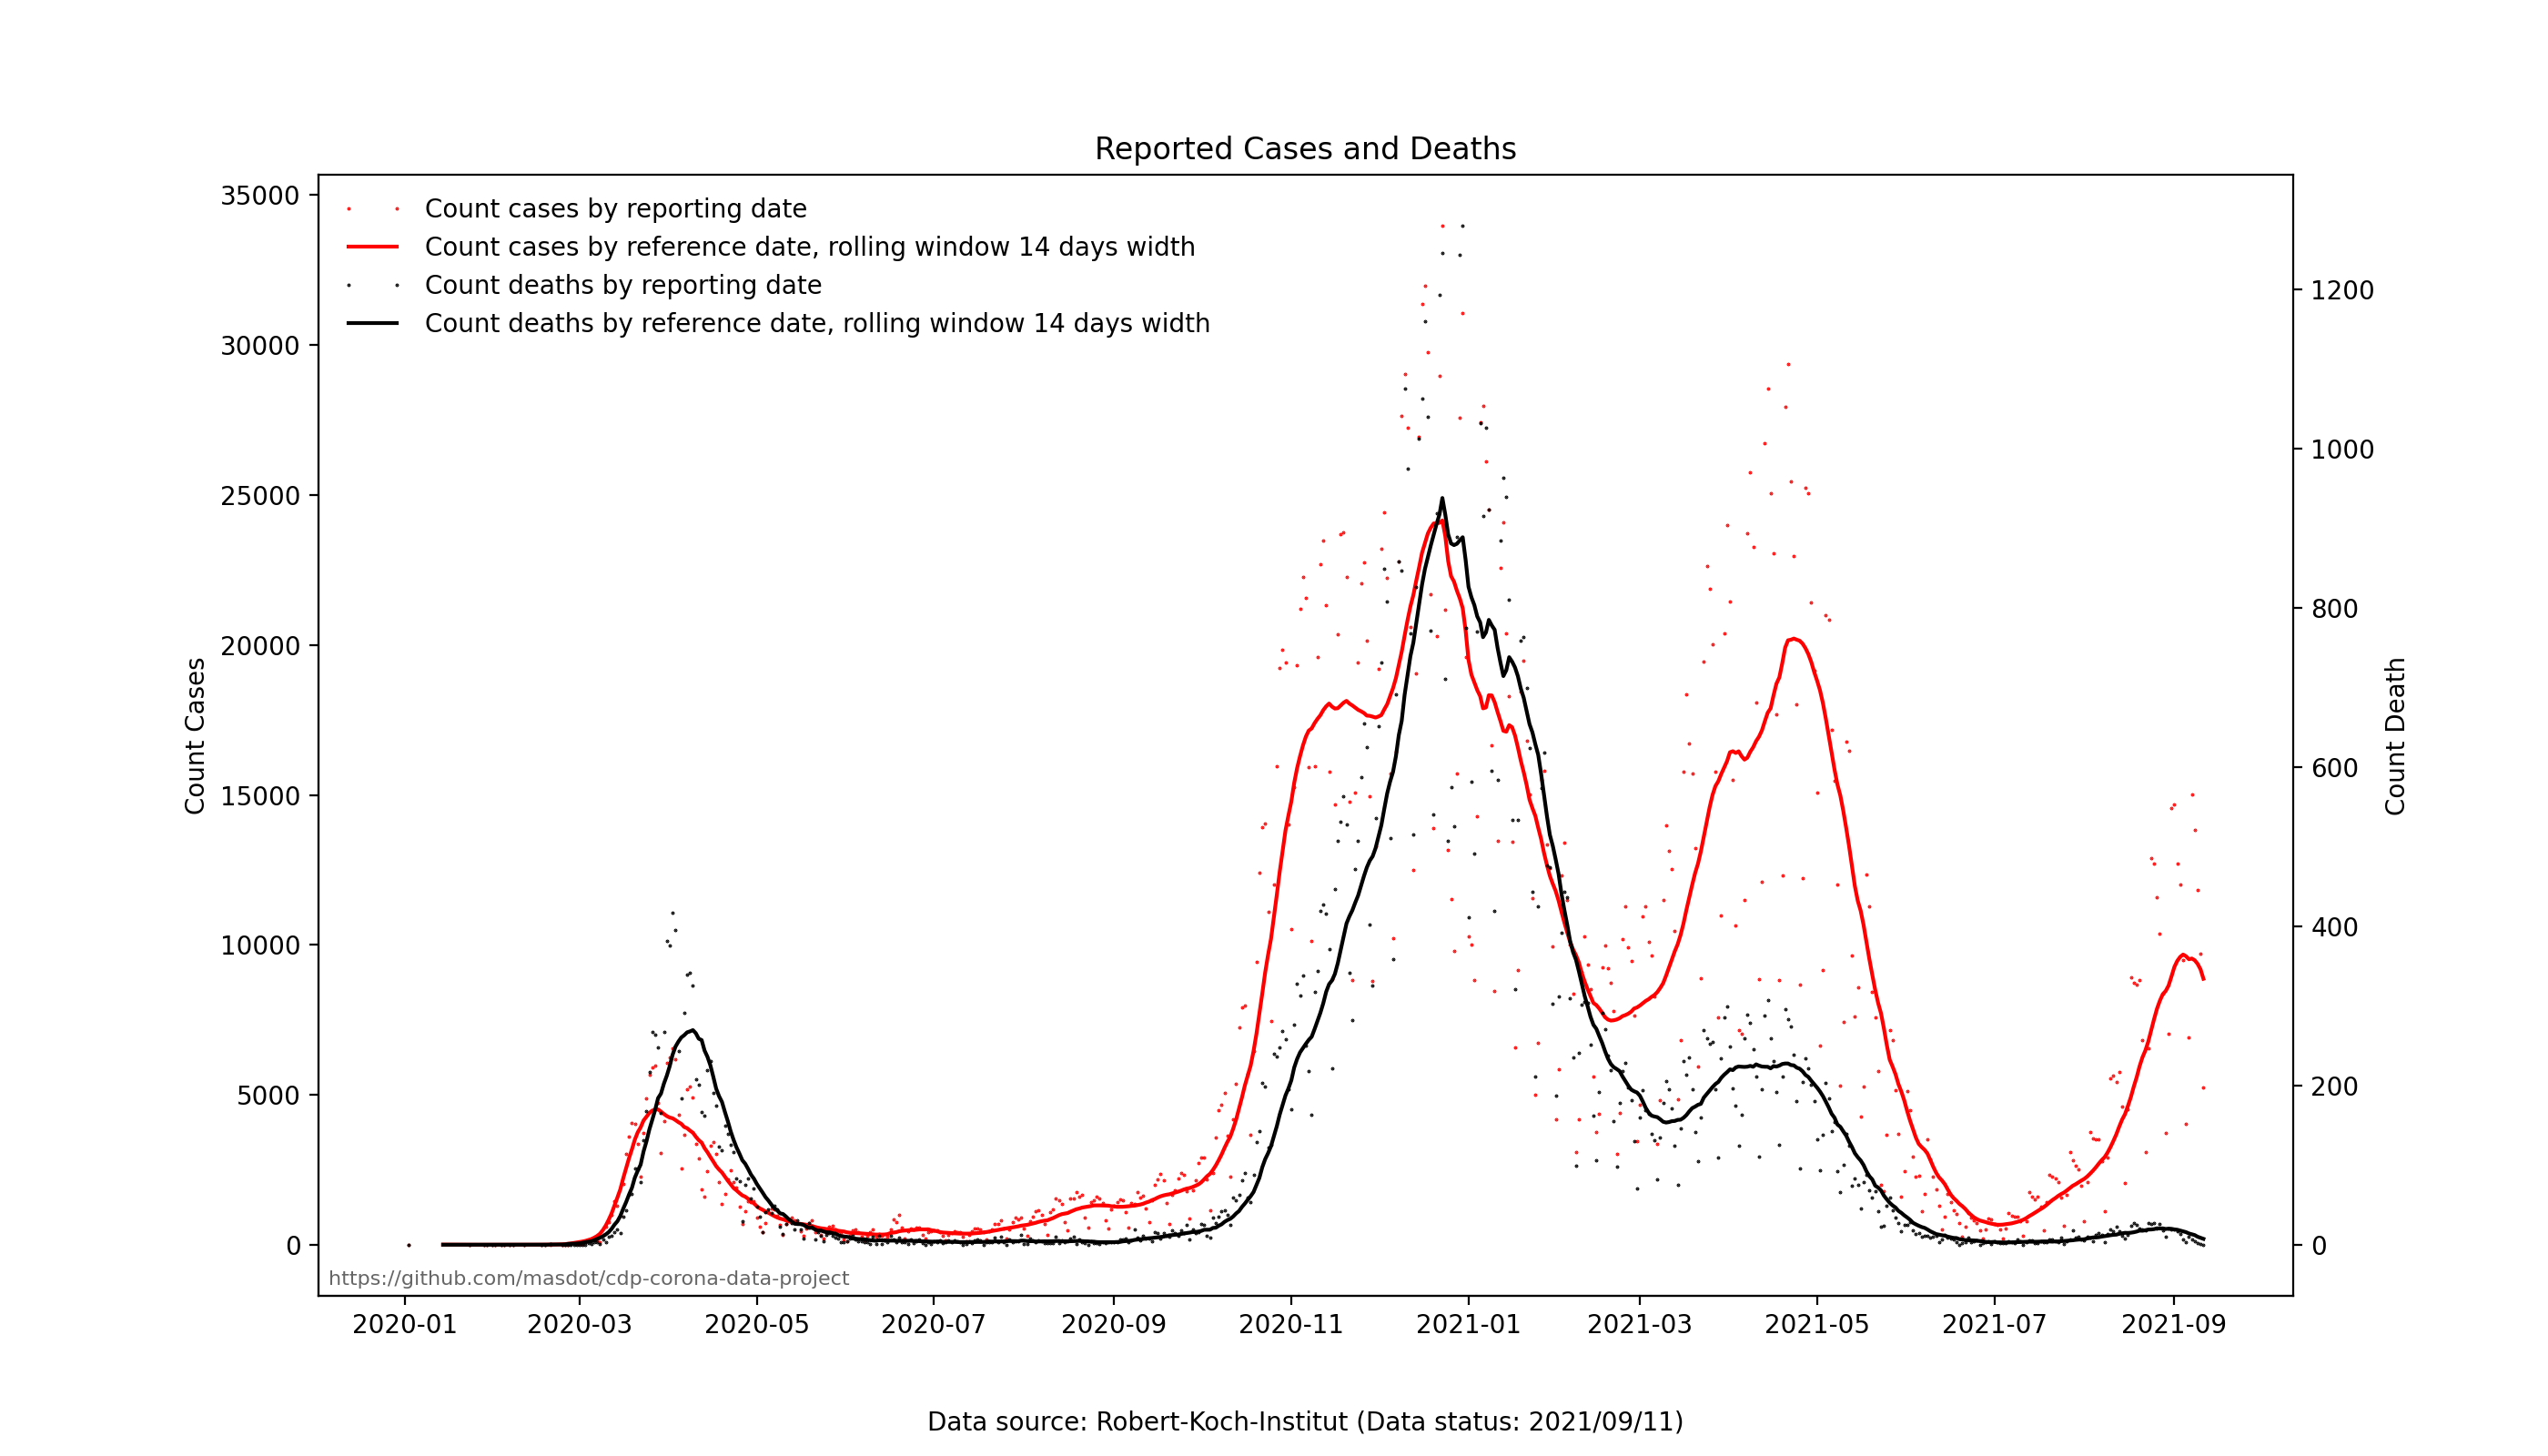 Reported Cases and Deaths
35000
30000
25000
20000
15000
10000
5000
0
Count Cases
Count cases by reporting date
Count cases by reference date, rolling window 14 days width
Count deaths by reporting date
Count deaths by reference date, rolling window 14 days width
1200
1000
800
600
400
200
0
Count Death
https://github.com/masdot/cdp-corona-data-project
2020-01 2020-03 2020-05 2020-07 2020-09 2020-11 2021-01 2021-03 2021-05 2021-07 2021-09
Data source: Robert-Koch-Institut (Data status: 2021/09/11)